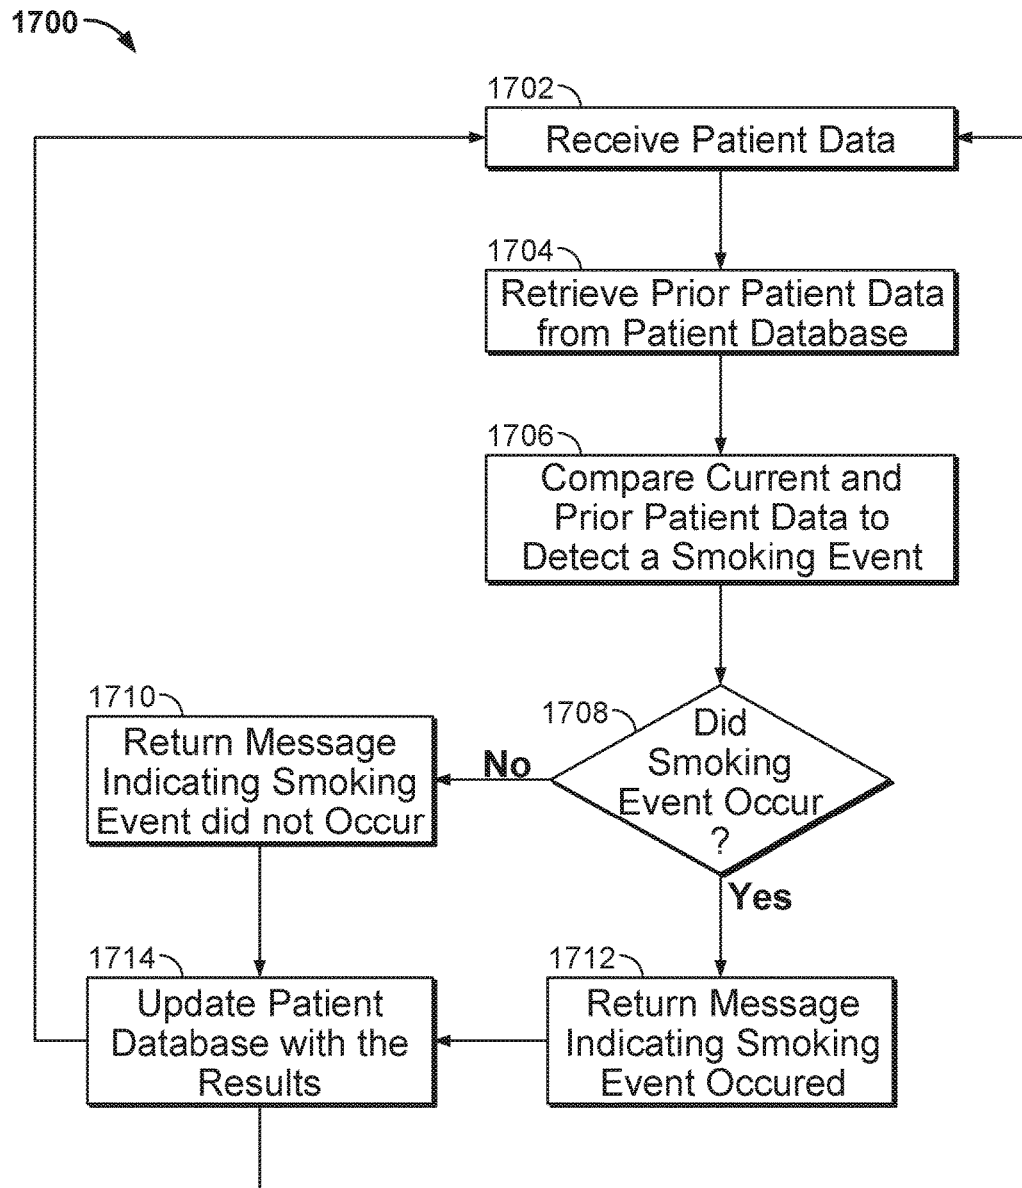 1700
1702
Receive Patient Data
1704
Retrieve Prior Patient Data
from Patient Database
1706
Compare Current and
Prior Patient Data to
Detect a Smoking Event
1708
Did
Smoking
Event Occur
?
No
Yes
1710
Return Message
Indicating Smoking
Event did not Occur
1712
Return Message
Indicating Smoking
Event Occured
1714
Update Patient
Database with the
Results